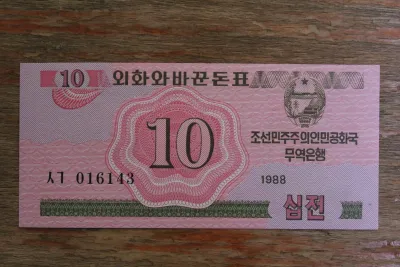 10 외화와바꾼돈표
10
조선민주주의인민공화국
무역은행
ㅅㄱ 016143
1988
십전